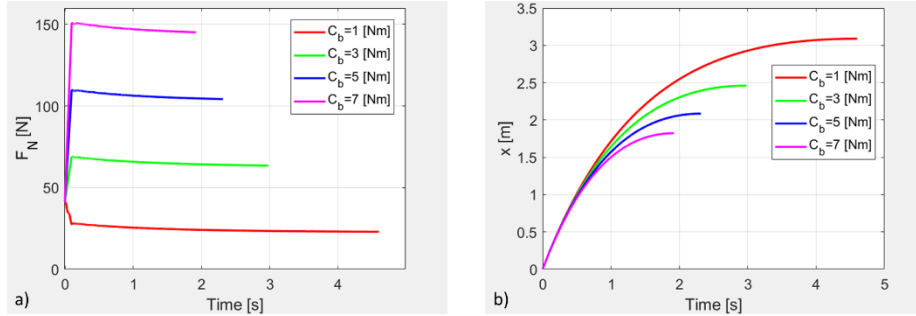 150
100
50
0
F_N [N]
0
1
2
3
4
Time [s]
C_b=1 [Nm]
C_b=3 [Nm]
C_b=5 [Nm]
C_b=7 [Nm]
a)
3.5
3
2.5
2
1.5
1
0.5
0
x [m]
0
1
2
3
4
5
Time [s]
C_b=1 [Nm]
C_b=3 [Nm]
C_b=5 [Nm]
C_b=7 [Nm]
b)